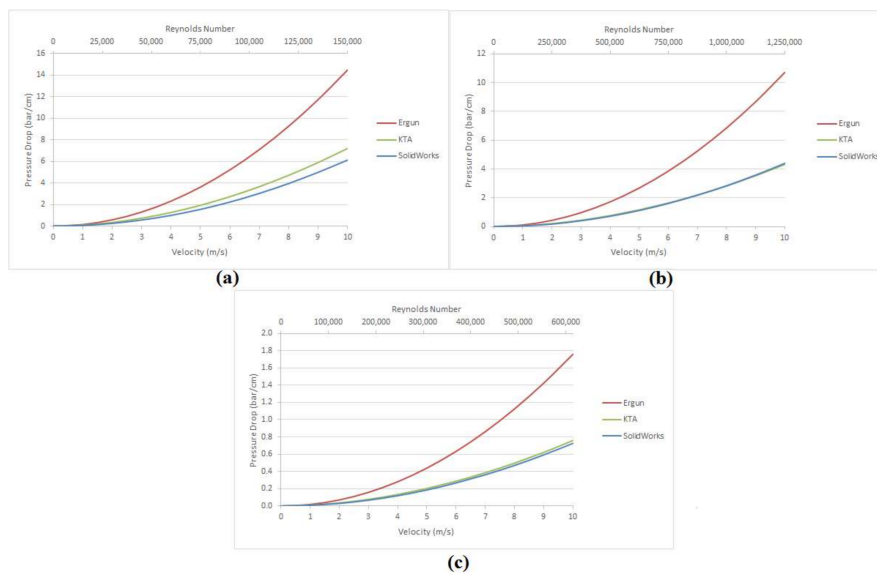 Reynolds Number
0 25,000 50,000 75,000 100,000 125,000 150,000
16
14
12
10
8
6
4
2
0
Pressure Drop (bar/cm)
0 1 2 3 4 5 6 7 8 9 10
Velocity (m/s)
Ergun
KTA
SolidWorks
(a)
Reynolds Number
0 250,000 500,000 750,000 1,000,000 1,250,000
12
10
8
6
4
2
0
Pressure Drop (bar/cm)
0 1 2 3 4 5 6 7 8 9 10
Velocity (m/s)
Ergun
KTA
SolidWorks
(b)
Reynolds Number
0 100,000 200,000 300,000 400,000 500,000 600,000
2.0
1.8
1.6
1.4
1.2
1.0
0.8
0.6
0.4
0.2
0.0
Pressure Drop (bar/cm)
0 1 2 3 4 5 6 7 8 9 10
Velocity (m/s)
Ergun
KTA
SolidWorks
(c)